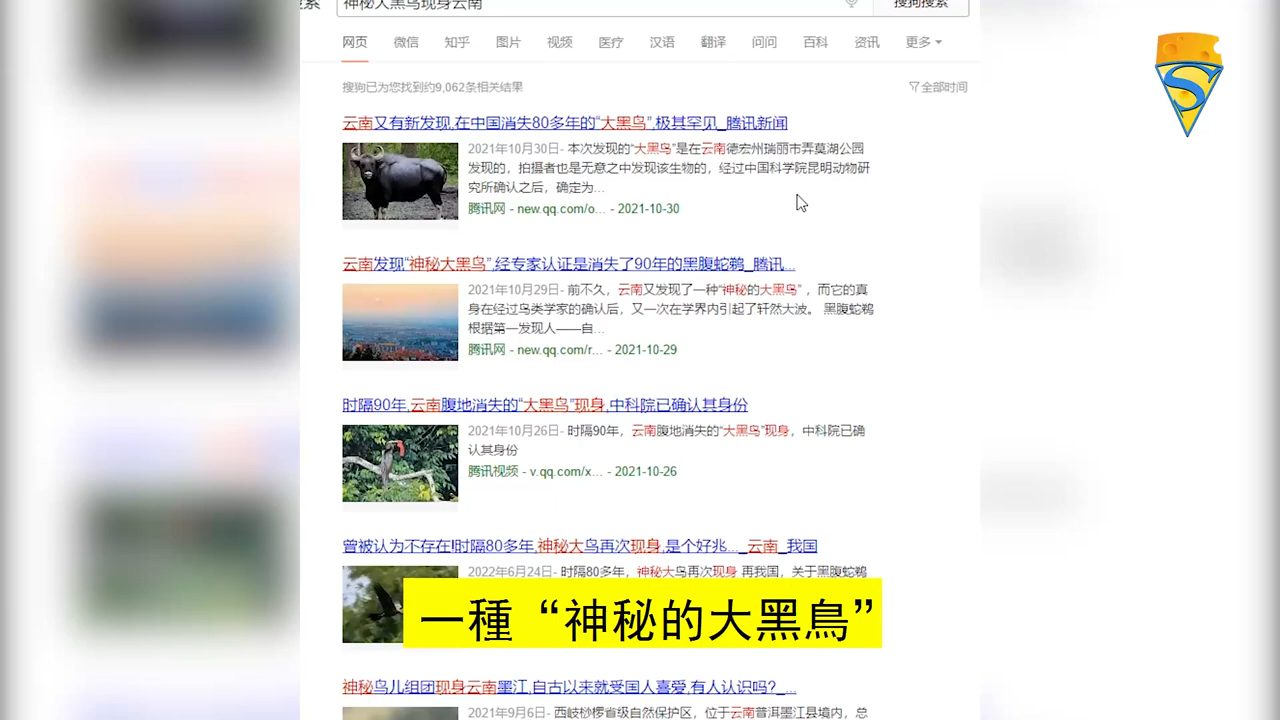 神秘大黑鸟现身云南
搜狗搜索
网页 微信 知乎 图片 视频 医疗 汉语 翻译 问问 百科 资讯 更多
搜狗已为您找到约9,062条相关结果
全部时间
云南又有新发现,在中国消失80多年的“大黑鸟”,极其罕见_腾讯新闻
2021年10月30日- 本次发现的“大黑鸟”是在云南德宏州瑞丽市弄莫湖公园
发现的，拍摄者也是无意之中发现该生物的，经过中国科学院昆明动物研
究所确认之后，确定为...
腾讯网 - new.qq.com/o... - 2021-10-30
云南发现“神秘大黑鸟”,经专家认证是消失了90年的黑腹蛇鹈_腾讯...
2021年10月29日- 前不久，云南又发现了一种“神秘的大黑鸟” ，而它的真
身在经过鸟类学家的确认后，又一次在学界内引起了轩然大波。 黑腹蛇鹈
根据第一发现人——自...
腾讯网 - new.qq.com/r... - 2021-10-29
时隔90年,云南腹地消失的“大黑鸟”现身,中科院已确认其身份
2021年10月26日- 时隔90年，云南腹地消失的“大黑鸟”现身，中科院已确
认其身份
腾讯视频 - v.qq.com/x... - 2021-10-26
曾被认为不存在!时隔80多年,神秘大鸟再次现身,是个好兆..._云南_我国
2022年6月24日- 时隔80多年，神秘大鸟再次现身 再我国，关于黑腹蛇鹈
一種“神秘的大黑鳥”
神秘鸟儿组团现身云南墨江,自古以来就受国人喜爱,有人认识吗?_...
2021年9月6日- 西岐桫椤省级自然保护区，位于云南普洱墨江县境内，总
S